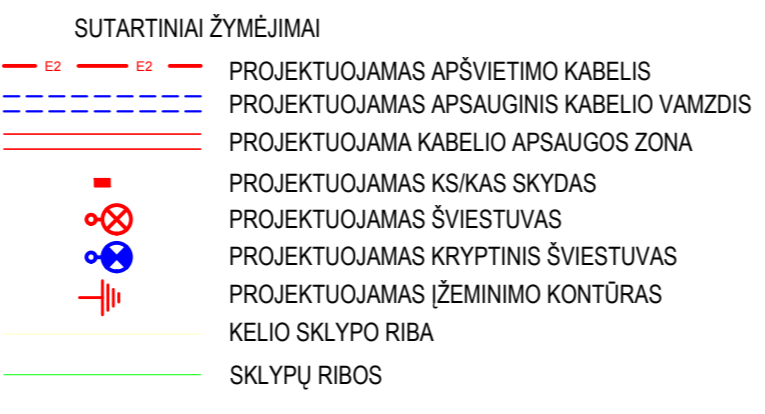 SUTARTINIAI ŽYMĖJIMAI
E2 E2 PROJEKTUOJAMAS APŠVIETIMO KABELIS
PROJEKTUOJAMAS APSAUGINIS KABELIO VAMZDIS
PROJEKTUOJAMA KABELIO APSAUGOS ZONA
PROJEKTUOJAMAS KS/KAS SKYDAS
PROJEKTUOJAMAS ŠVIESTUVAS
PROJEKTUOJAMAS KRYPTINIS ŠVIESTUVAS
PROJEKTUOJAMAS ĮŽEMINIMO KONTŪRAS
KELIO SKLYPO RIBA
SKLYPŲ RIBOS